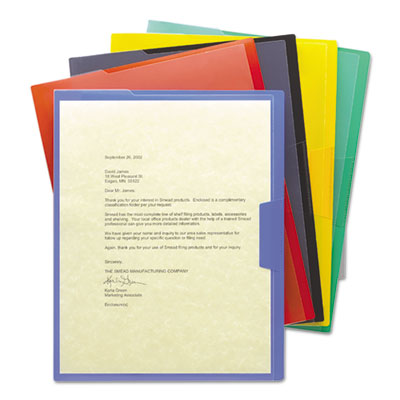 September 26, 2002
David James
18 West Pleasant St.
Eagan, MN, 55322
Dear Mr. James,
Thank you for your interest in Smead products. Enclosed is a complimentary
classification folder per your request.
Smead has the most complete line of shelf filing products, labels, accessories
and planning. Your local office products dealer with the help of a trained Smead
professional can give you more detailed information.
We have given your name and inquiry to our area sales representative for
follow up regarding your specific question or filing need.
Again, thank you for your use of Smead filing products and for your inquiry.
Sincerely,
THE SMEAD MANUFACTURING COMPANY
Karla Green
Marketing Associate
Enclosure(s)